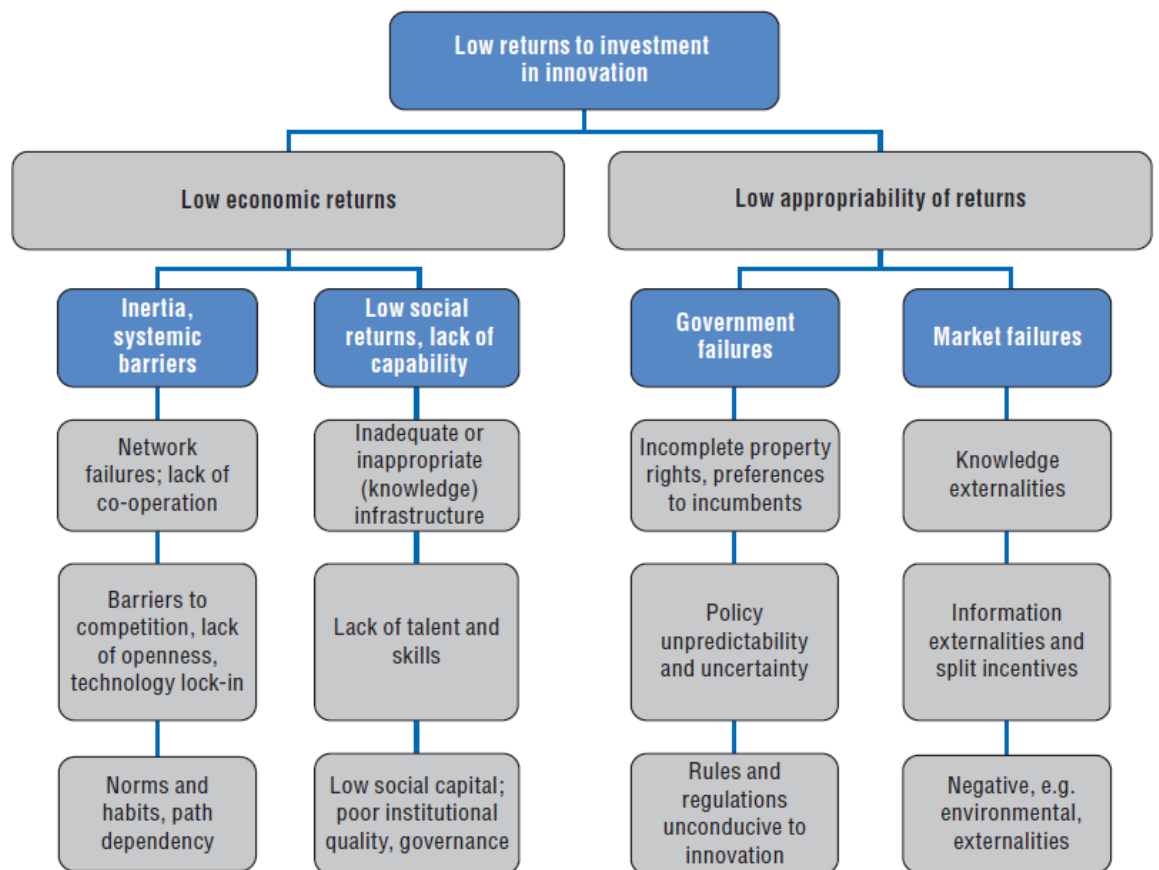 Low returns to investment
in innovation
Low economic returns
Low appropriability of returns
Inertia,
systemic
barriers
Low social
returns, lack of
capability
Government
failures
Market failures
Network
failures; lack of
co-operation
Inadequate or
inappropriate
(knowledge)
infrastructure
Incomplete property
rights, preferences
to incumbents
Knowledge
externalities
Barriers to
competition, lack
of openness,
technology lock-in
Lack of talent and
skills
Policy
unpredictability
and uncertainty
Information
externalities and
split incentives
Norms and
habits, path
dependency
Low social capital;
poor institutional
quality, governance
Rules and
regulations
unconducive to
innovation
Negative, e.g.
environmental,
externalities